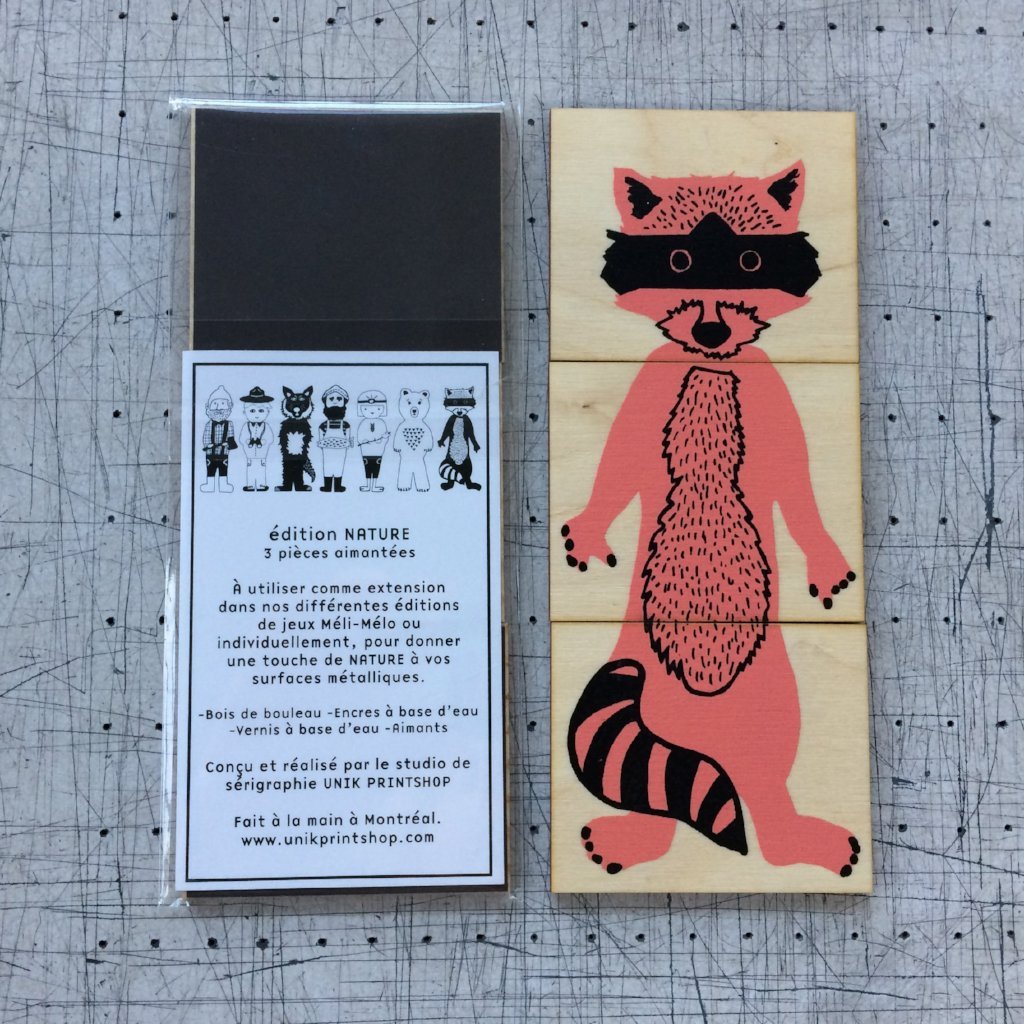 édition NATURE
3 pièces aimantées
À utiliser comme extension
dans nos différentes éditions
de jeux Méli-Mélo ou
individuellement, pour donner
une touche de NATURE à vos
surfaces métalliques.
-Bois de bouleau -Encres à base d'eau
-Vernis à base d'eau -Aimants
Conçu et réalisé par le studio de
sérigraphie UNIK PRINTSHOP
Fait à la main à Montréal.
www.unikprintshop.com